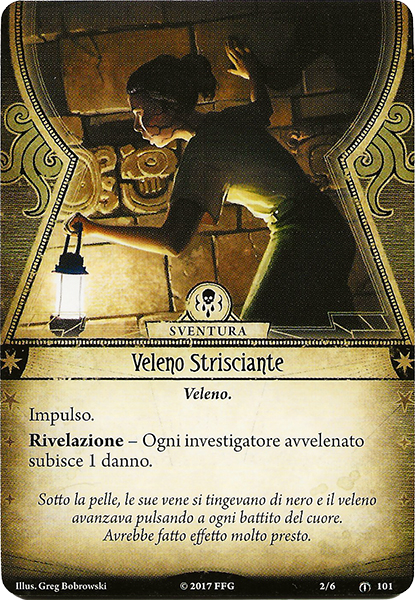 SVENTURA
Veleno Strisciante
Veleno.
Impulso.
Rivelazione – Ogni investigatore avvelenato
subisce 1 danno.
Sotto la pelle, le sue vene si tingevano di nero e il veleno
avanzava pulsando a ogni battito del cuore.
Avrebbe fatto effetto molto presto.
Illus. Greg Bobrowski © 2017 FFG 2/6 101